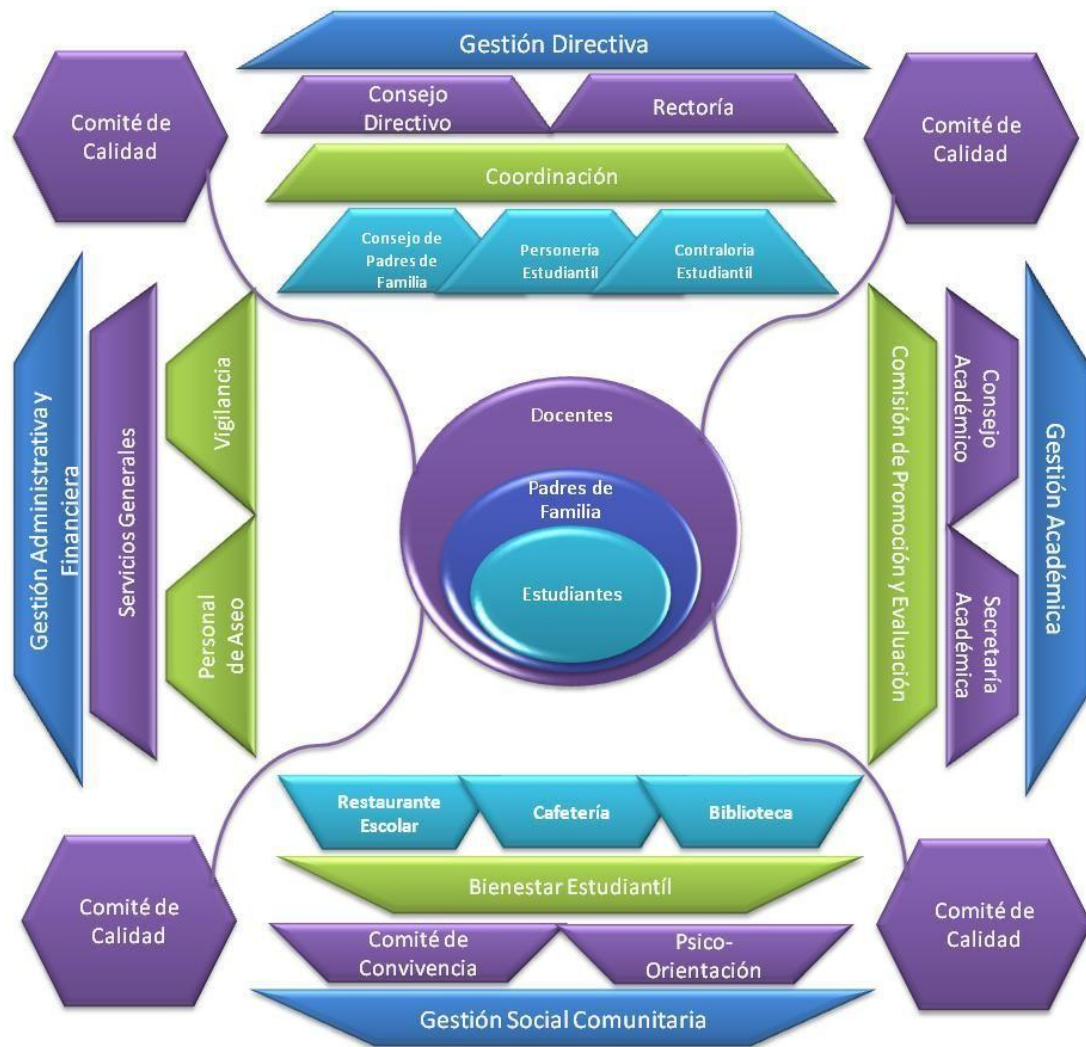 Gestión Directiva
Comité de
Calidad
Consejo
Directivo
Rectoría
Comité de
Calidad
Coordinación
Consejo de
Padres de
Familia
Personeria
Estudiantíl
Contraloria
Estudiantíl
Gestión Administrativa y
Financiera
Servicios Generales
Vigilancia
Personal
de Aseo
Docentes
Padres de
Familia
Estudiantes
Comisión de Promoción y Evaluación
Consejo
Académico
Secretaría
Académica
Gestión Académica
Restaurante
Escolar
Cafetería
Biblioteca
Bienestar Estudiantíl
Comité de
Calidad
Comité de
Convivencia
Psico-
Orientación
Comité de
Calidad
Gestión Social Comunitaria